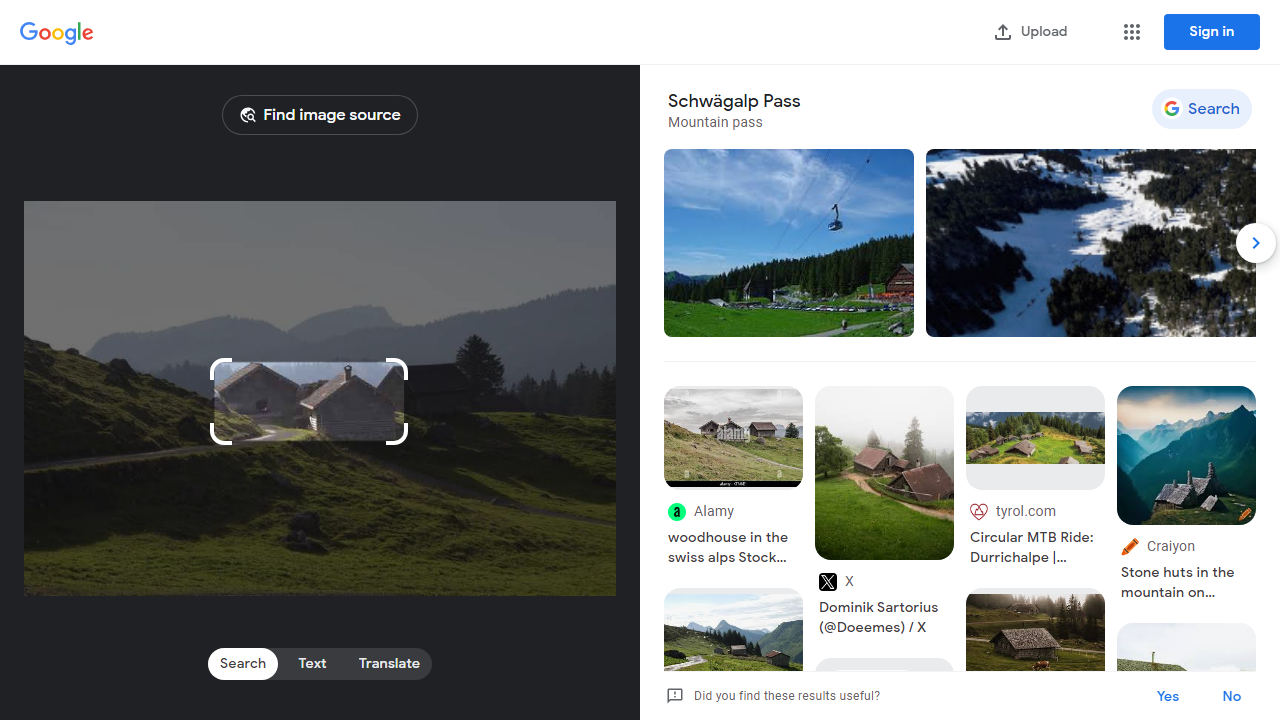 Google
Upload
Sign in
Find image source
Search
Text
Translate
Schwägalp Pass
Mountain pass
Search
alamy
a
Alamy
woodhouse in the
swiss alps Stock...
X
Dominik Sartorius
(@Doeemes) / X
tyrol.com
Circular MTB Ride:
Durrichalpe |...
Craiyon
Stone huts in the
mountain on...
Did you find these results useful?
Yes
No